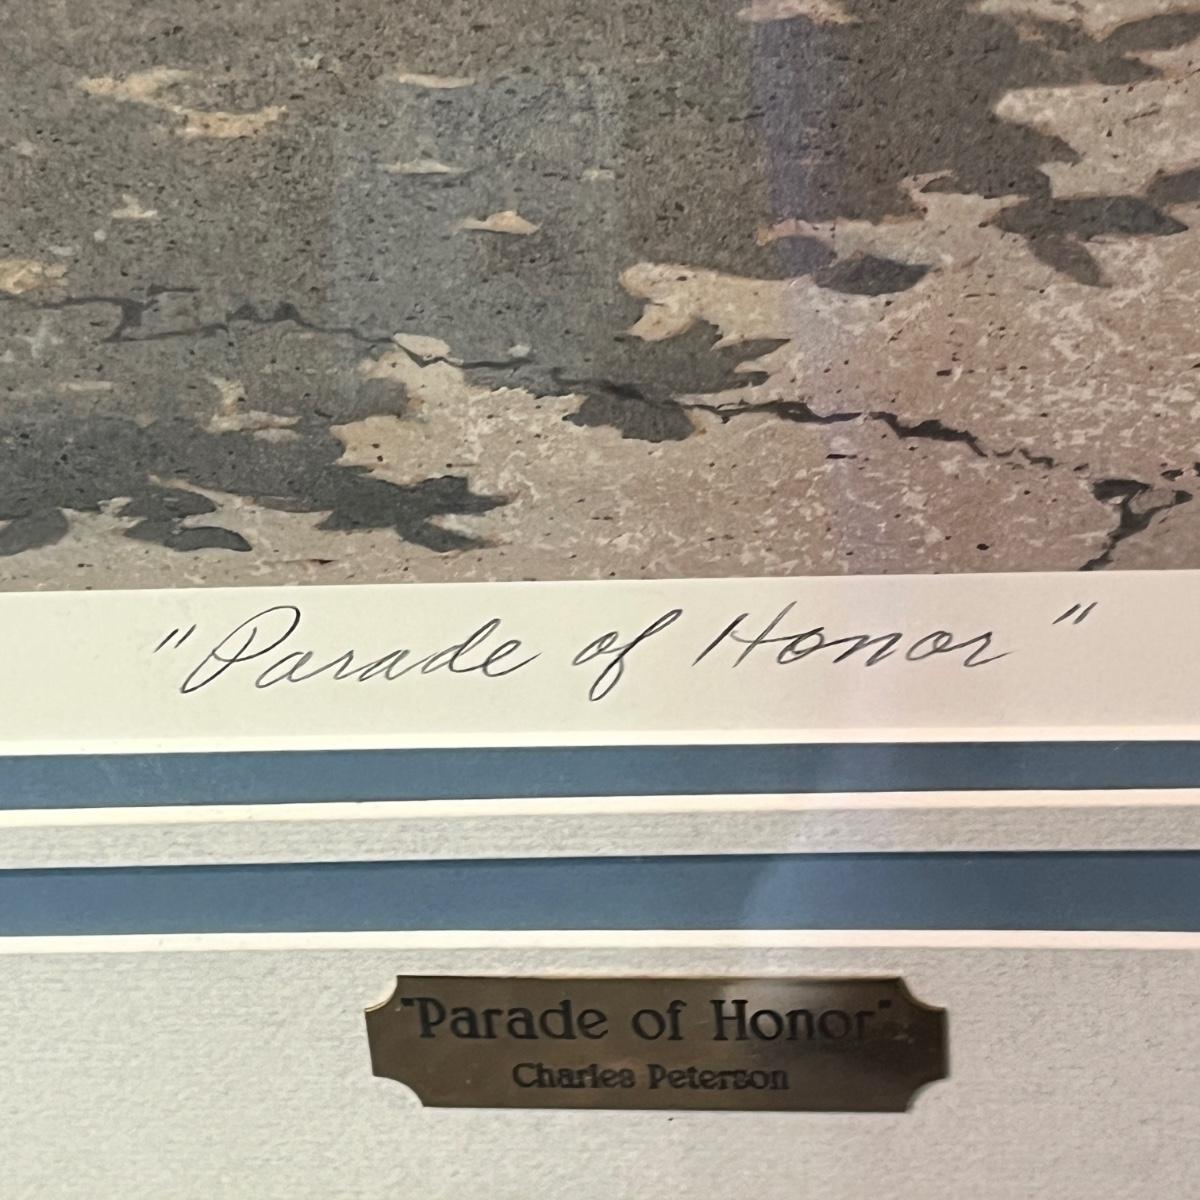 "Parade of Honor"
"Parade of Honor"
Charles Peterson